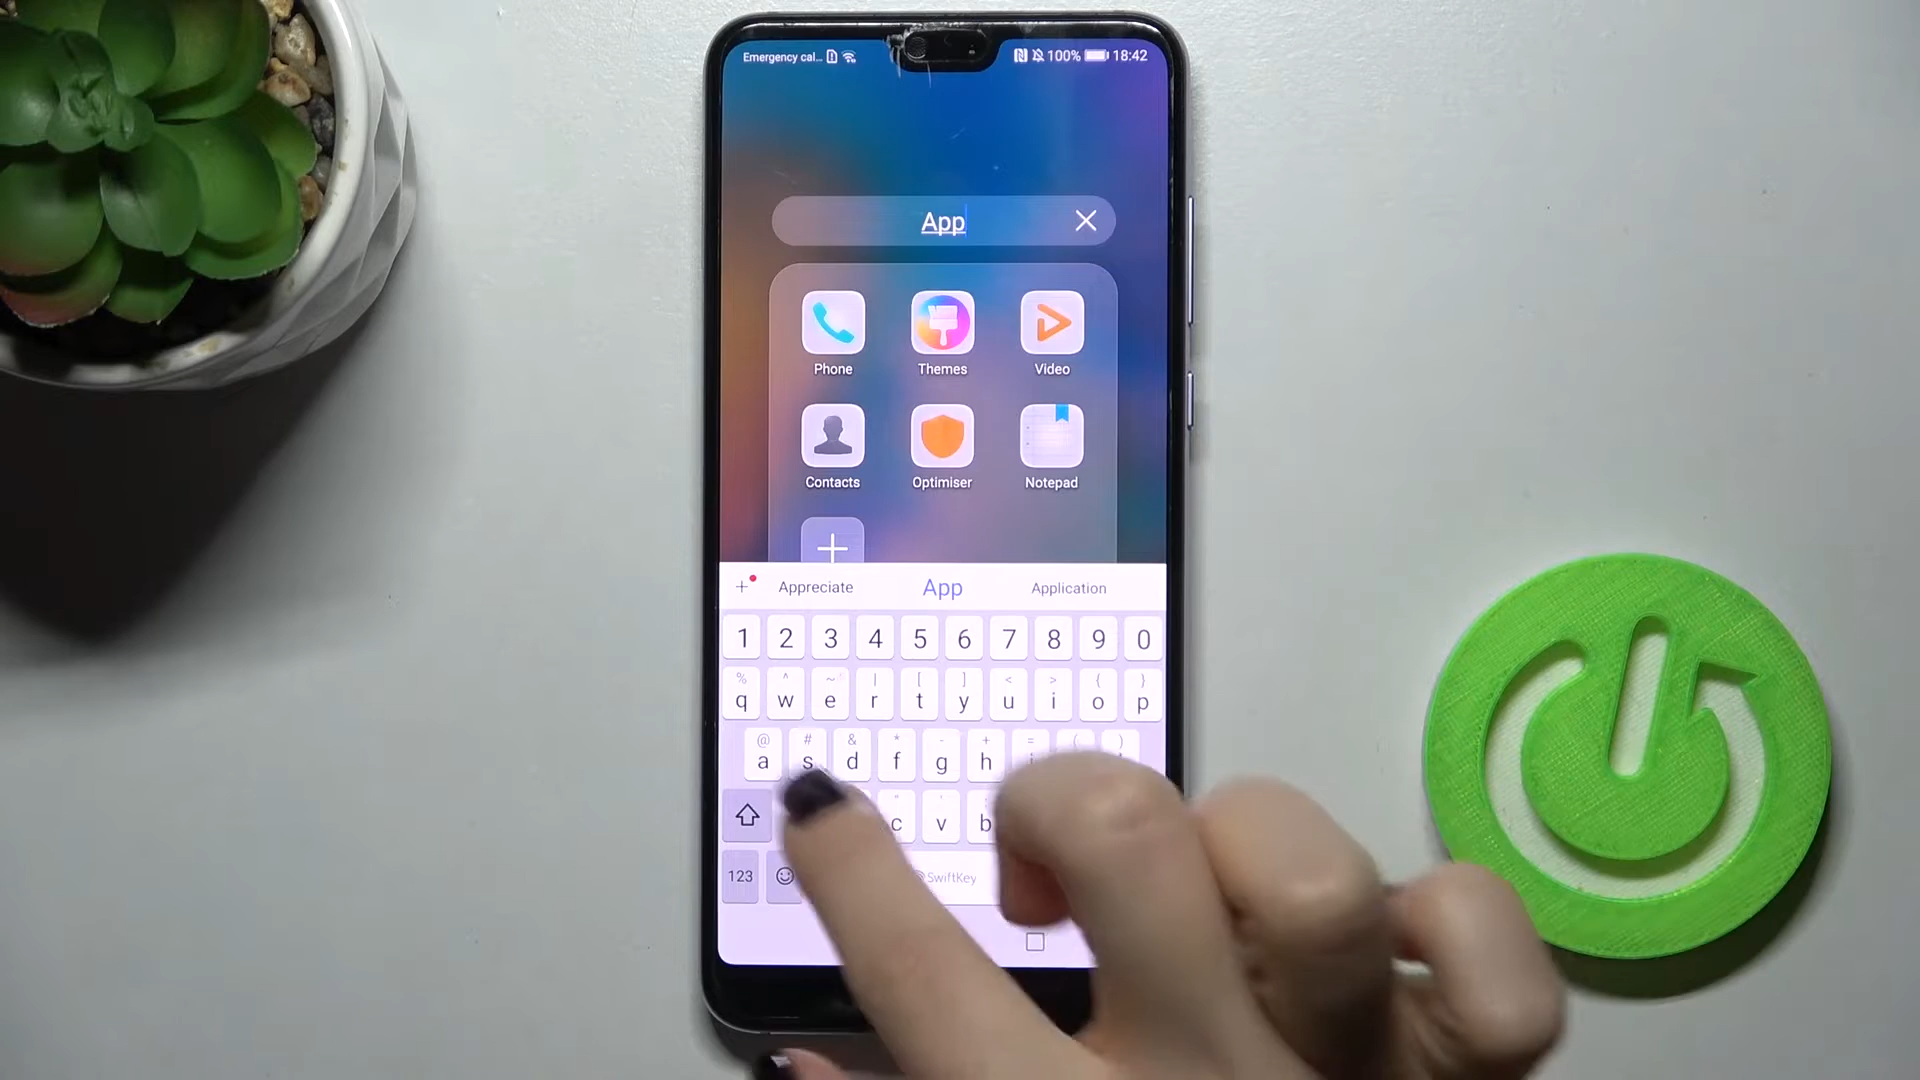 Emergency cal... 100% 18:42
App
Phone Themes Video
Contacts Optimiser Notepad
Appreciate App Application
1 2 3 4 5 6 7 8 9 0
% ^ ~ | [ ] < > { }
q w e r t y u i o p
@ # & * - + = ( )
a s d f g h
c v b
123 SwiftKey